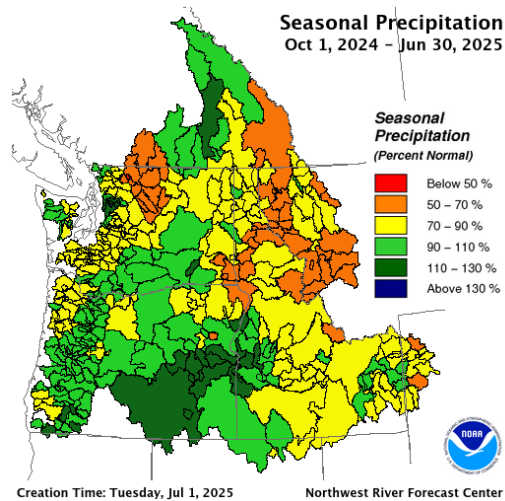 Seasonal Precipitation
Oct 1, 2024 – Jun 30, 2025
Seasonal
Precipitation
(Percent Normal)
Below 50 %
50 – 70 %
70 – 90 %
90 – 110 %
110 – 130 %
Above 130 %
NOAA
Creation Time: Tuesday, Jul 1, 2025
Northwest River Forecast Center